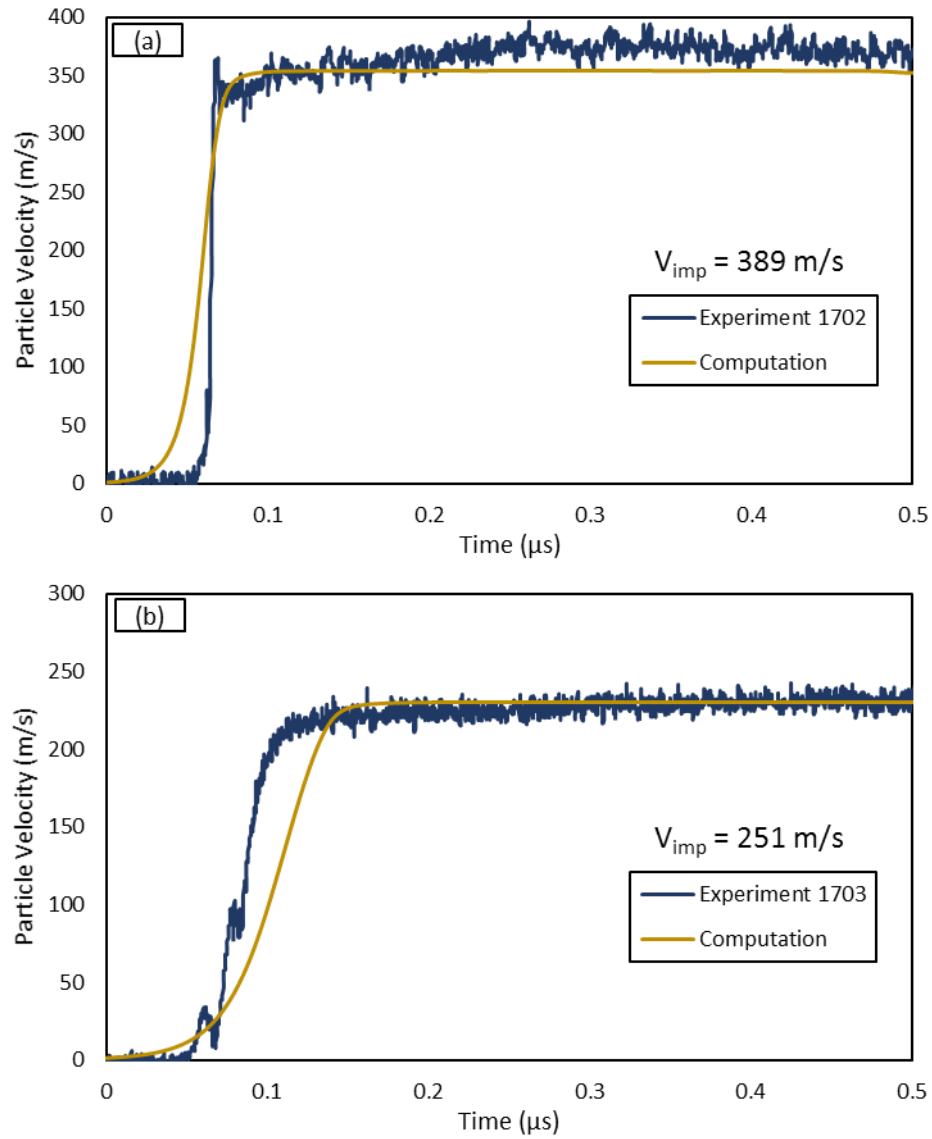 (a)
400
350
300
250
200
150
100
50
0
Particle Velocity (m/s)
V_imp = 389 m/s
Experiment 1702
Computation
0 0.1 0.2 0.3 0.4 0.5
Time (μs)
(b)
300
250
200
150
100
50
0
Particle Velocity (m/s)
V_imp = 251 m/s
Experiment 1703
Computation
0 0.1 0.2 0.3 0.4 0.5
Time (μs)